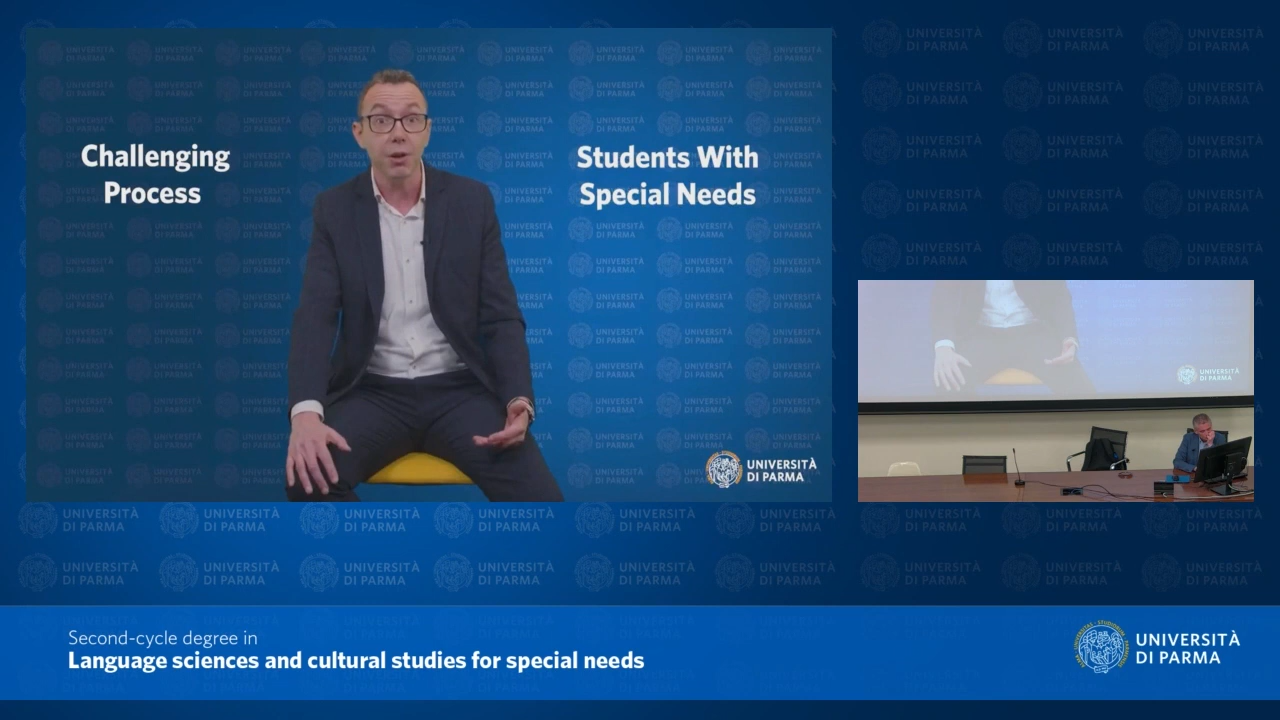 Challenging
Process
Students With
Special Needs
UNIVERSITÀ
DI PARMA
UNIVERSITÀ
DI PARMA
Second-cycle degree in
Language sciences and cultural studies for special needs
UNIVERSITÀ
DI PARMA